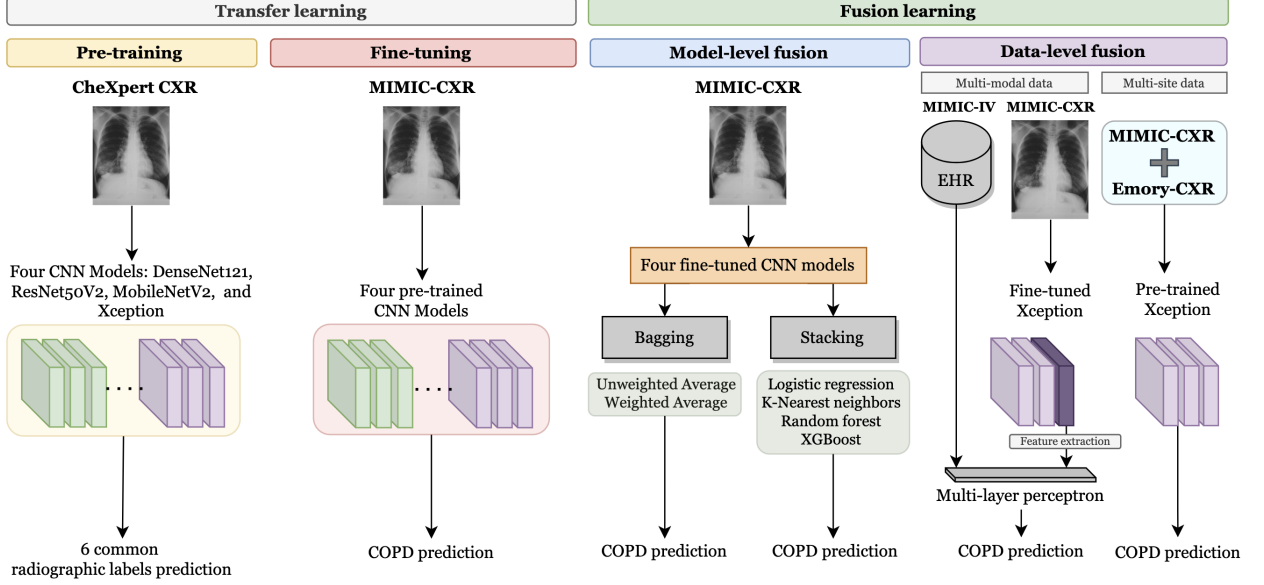 Transfer learning
Fusion learning
Pre-training
Fine-tuning
Model-level fusion
Data-level fusion
CheXpert CXR
MIMIC-CXR
MIMIC-CXR
Multi-modal data
Multi-site data
MIMIC-IV
MIMIC-CXR
EHR
MIMIC-CXR
Emory-CXR
Four CNN Models: DenseNet121,
ResNet50V2, MobileNetV2, and
Xception
Four pre-trained
CNN Models
Four fine-tuned CNN models
Bagging
Stacking
Unweighted Average
Weighted Average
Logistic regression
K-Nearest neighbors
Random forest
XGBoost
Fine-tuned
Xception
Pre-trained
Xception
Feature extraction
Multi-layer perceptron
6 common
radiographic labels prediction
COPD prediction
COPD prediction
COPD prediction
COPD prediction
COPD prediction